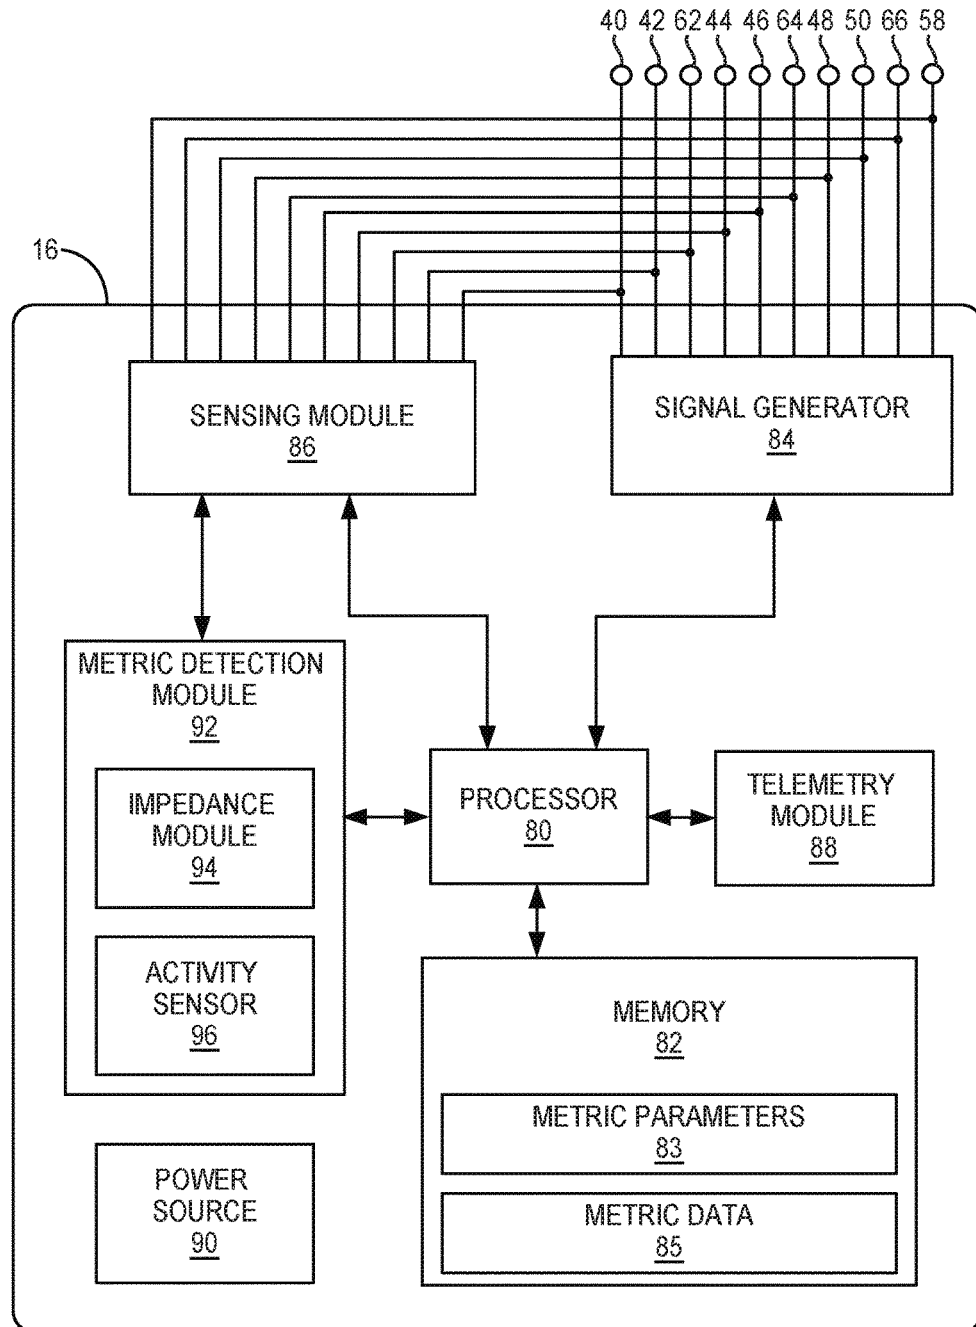 40 42 62 44 46 64 48 50 66 58
16
SENSING MODULE
86
SIGNAL GENERATOR
84
METRIC DETECTION
MODULE
92
IMPEDANCE
MODULE
94
ACTIVITY
SENSOR
96
PROCESSOR
80
TELEMETRY
MODULE
88
MEMORY
82
METRIC PARAMETERS
83
METRIC DATA
85
POWER
SOURCE
90